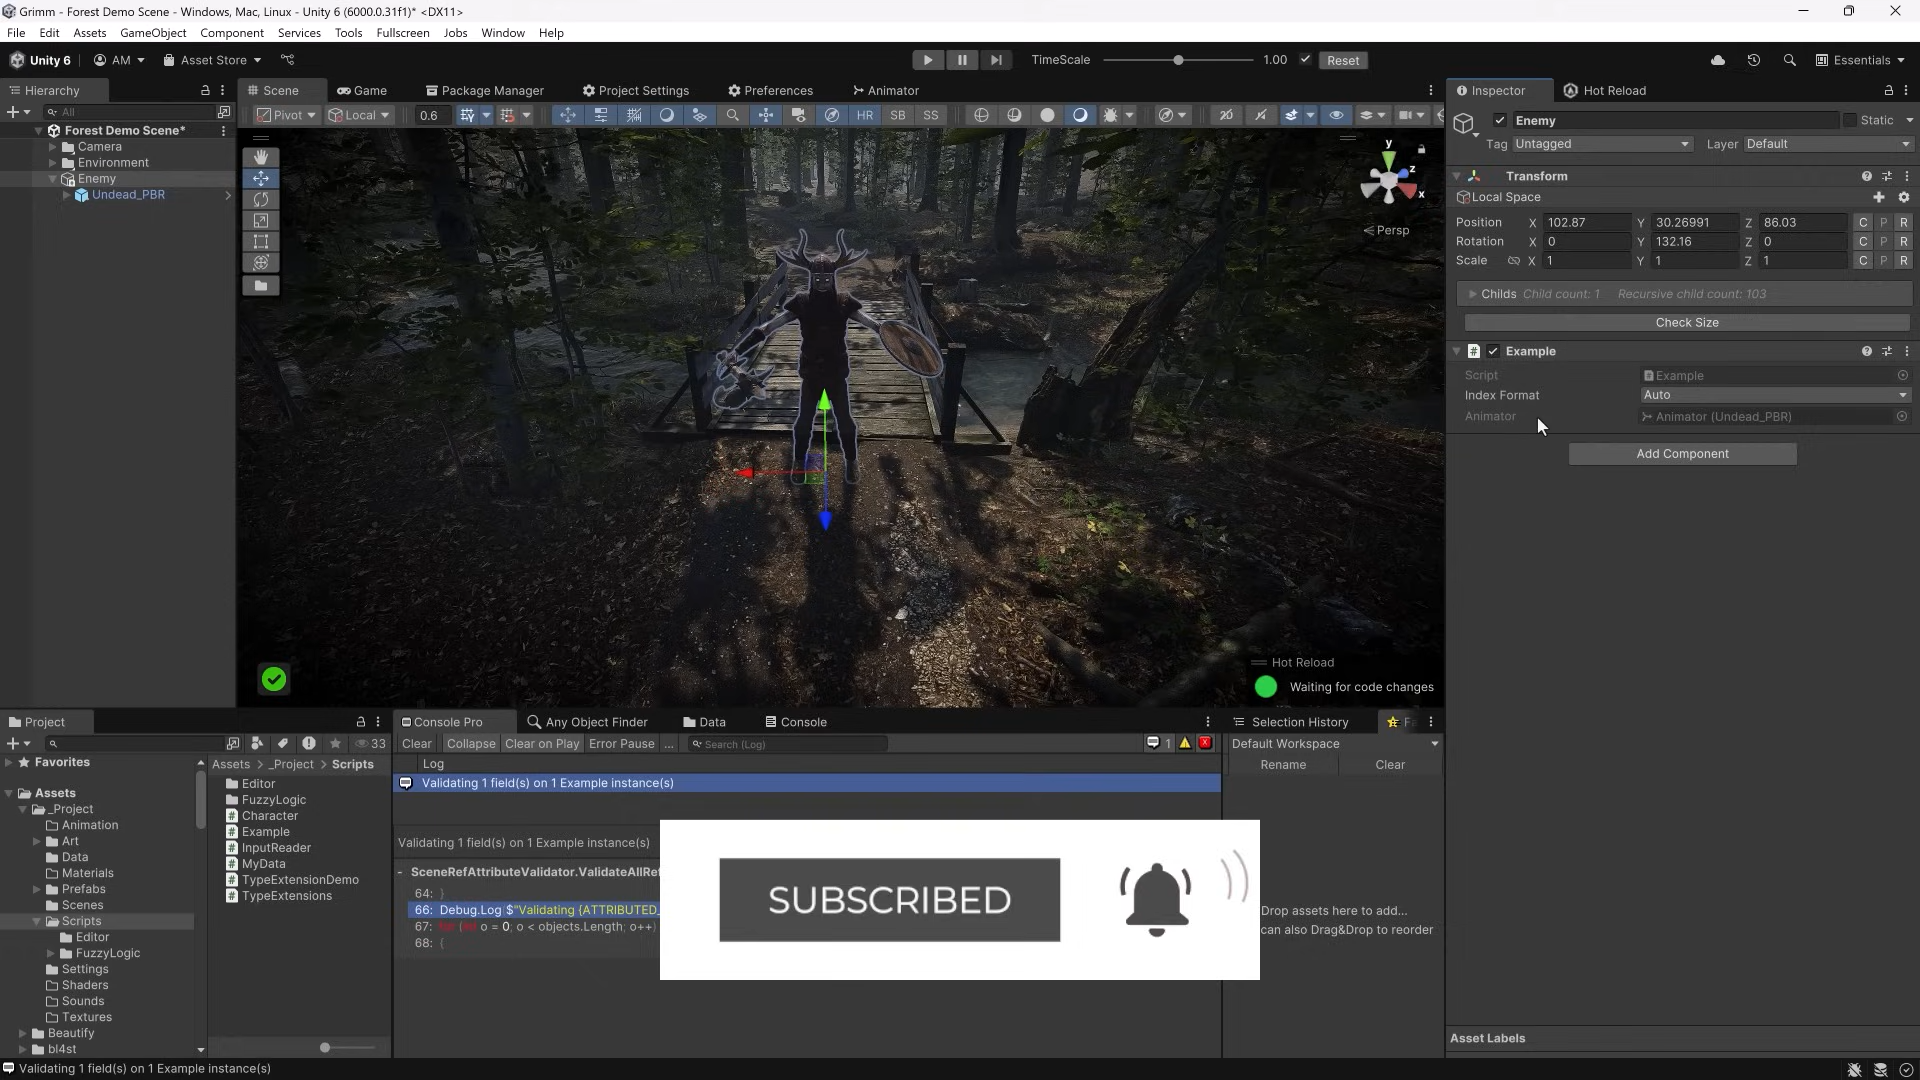 Grimm - Forest Demo Scene - Windows, Mac, Linux - Unity 6 (6000.0.31f1)* <DX11>
File Edit Assets GameObject Component Services Tools Fullscreen Jobs Window Help
Unity 6 AM Asset Store TimeScale 1.00 Reset Essentials
Hierarchy Scene Game Package Manager Project Settings Preferences Animator Inspector Hot Reload
All Pivot Local 0.6 HR SB SS 2D
Enemy Static
Tag Untagged Layer Default
Forest Demo Scene*
Camera
Environment
Enemy
Undead_PBR
y
z
x
Persp
Transform
Local Space
Position X 102.87 Y 30.26991 Z 86.03 C P R
Rotation X 0 Y 132.16 Z 0 C P R
Scale X 1 Y 1 Z 1 C P R
Childs Child count: 1 Recursive child count: 103
Check Size
Example
Script Example
Index Format Auto
Animator Animator (Undead_PBR)
Add Component
Hot Reload
Waiting for code changes
Project
33
Favorites
Assets
_Project
Animation
Art
Data
Materials
Prefabs
Scenes
Scripts
Editor
FuzzyLogic
Settings
Shaders
Sounds
Textures
Beautify
bl4st
Assets > _Project > Scripts
Editor
FuzzyLogic
Character
Example
InputReader
MyData
TypeExtensionDemo
TypeExtensions
Console Pro Any Object Finder Data Console
Clear Collapse Clear on Play Error Pause ... Search (Log) 1
Log
Validating 1 field(s) on 1 Example instance(s)
Validating 1 field(s) on 1 Example instance(s)
- SceneRefAttributeValidator.ValidateAllRef
64: }
66: Debug.Log $"Validating {ATTRIBUTED_
67: for (int o = 0; o < objects.Length; o++)
68: {
SUBSCRIBED
Selection History
Default Workspace
Rename Clear
Drop assets here to add...
can also Drag&Drop to reorder
Asset Labels
Validating 1 field(s) on 1 Example instance(s)